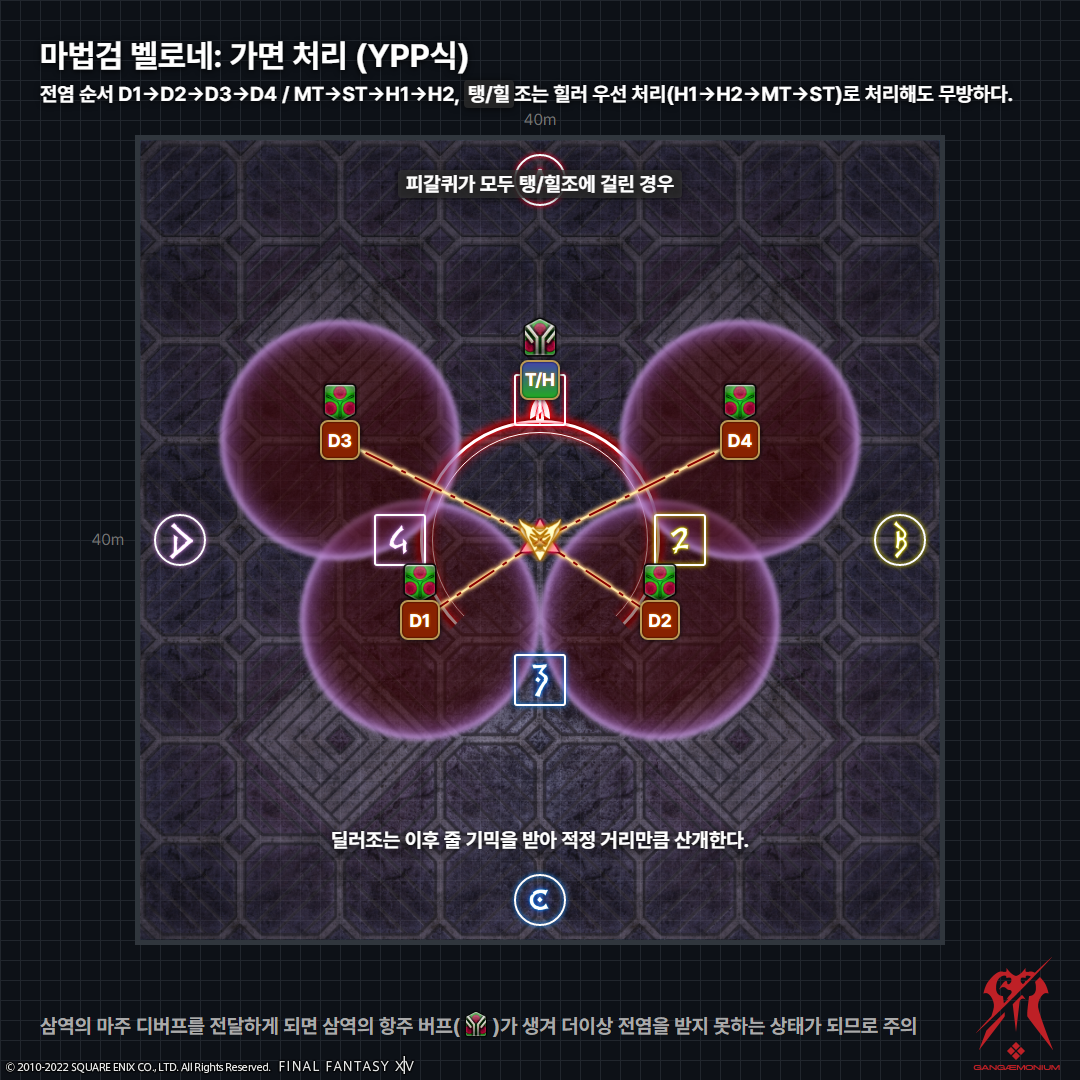 마법검 벨로네: 가면 처리 (YPP식)
전염 순서 D1→D2→D3→D4 / MT→ST→H1→H2, 탱/힐 조는 힐러 우선 처리(H1→H2→MT→ST)로 처리해도 무방하다.
40m
피갈퀴가 모두 탱/힐조에 걸린 경우
T/H
D3
D4
40m
D
4
2
B
D1
D2
3
딜러조는 이후 줄 기믹을 받아 적정 거리만큼 산개한다.
C
삼역의 마주 디버프를 전달하게 되면 삼역의 항주 버프( )가 생겨 더이상 전염을 받지 못하는 상태가 되므로 주의
GANGÆMONIUM
© 2010-2022 SQUARE ENIX CO., LTD. All Rights Reserved. FINAL FANTASY XIV